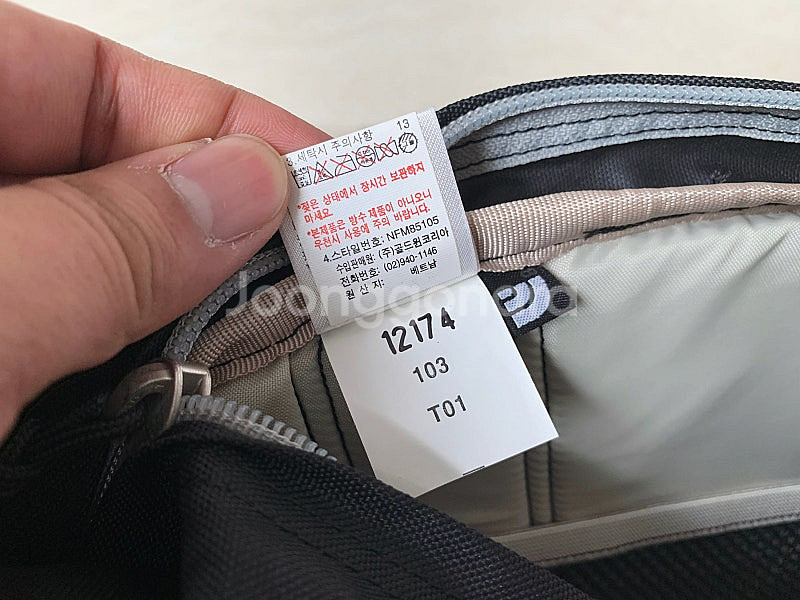 13
3.세탁시 주의사항
*젖은 상태에서 장시간 보관하지
마세요
*본제품은 방수 제품이 아니오니
우천시 사용에 주의 바랍니다.
4.스타일번호: NFM85105
수입판매원: (주)골드윈코리아
전화번호: (02)940-1146
원 산 지: 베트남
Joonggonara
12174
103
T01